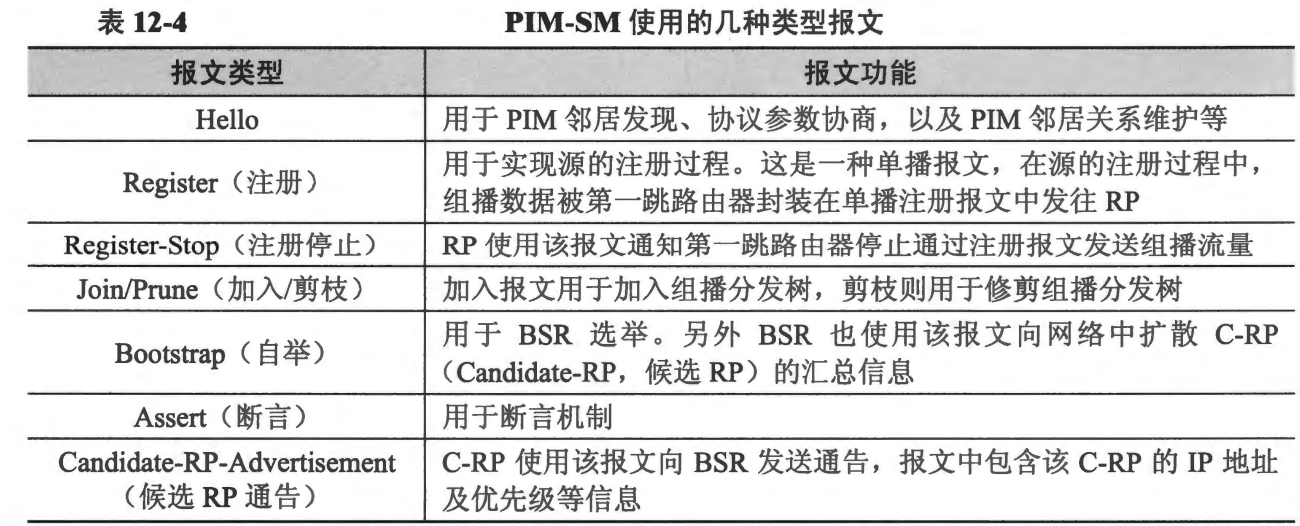 表 12-4 PIM-SM 使用的几种类型报文
报文类型 报文功能
Hello 用于 PIM 邻居发现、协议参数协商，以及 PIM 邻居关系维护等
Register（注册） 用于实现源的注册过程。这是一种单播报文，在源的注册过程中，
组播数据被第一跳路由器封装在单播注册报文中发往 RP
Register-Stop（注册停止） RP 使用该报文通知第一跳路由器停止通过注册报文发送组播流量
Join/Prune（加入/剪枝） 加入报文用于加入组播分发树，剪枝则用于修剪组播分发树
Bootstrap（自举） 用于 BSR 选举。另外 BSR 也使用该报文向网络中扩散 C-RP
（Candidate-RP，候选 RP）的汇总信息
Assert（断言） 用于断言机制
Candidate-RP-Advertisement C-RP 使用该报文向 BSR 发送通告，报文中包含该 C-RP 的 IP 地址
（候选 RP 通告） 及优先级等信息